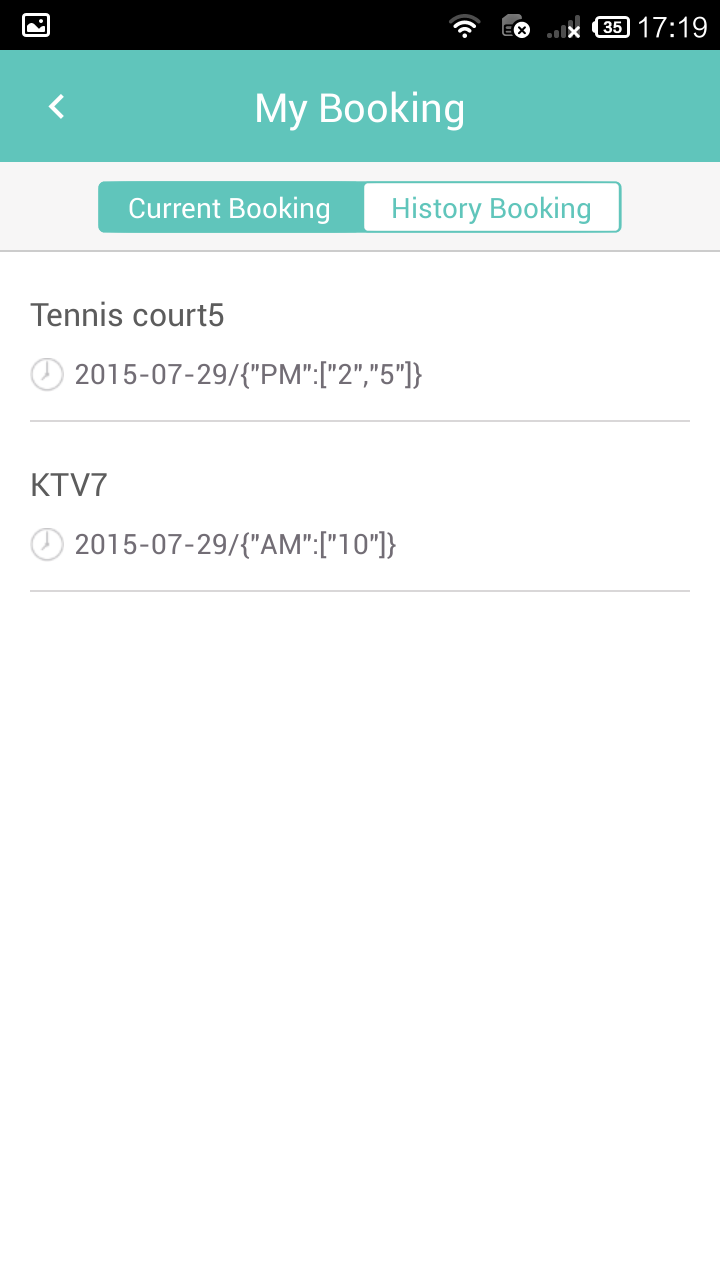 35 17:19
My Booking
Current Booking History Booking
Tennis court5
2015-07-29/{"PM":["2","5"]}
KTV7
2015-07-29/{"AM":["10"]}